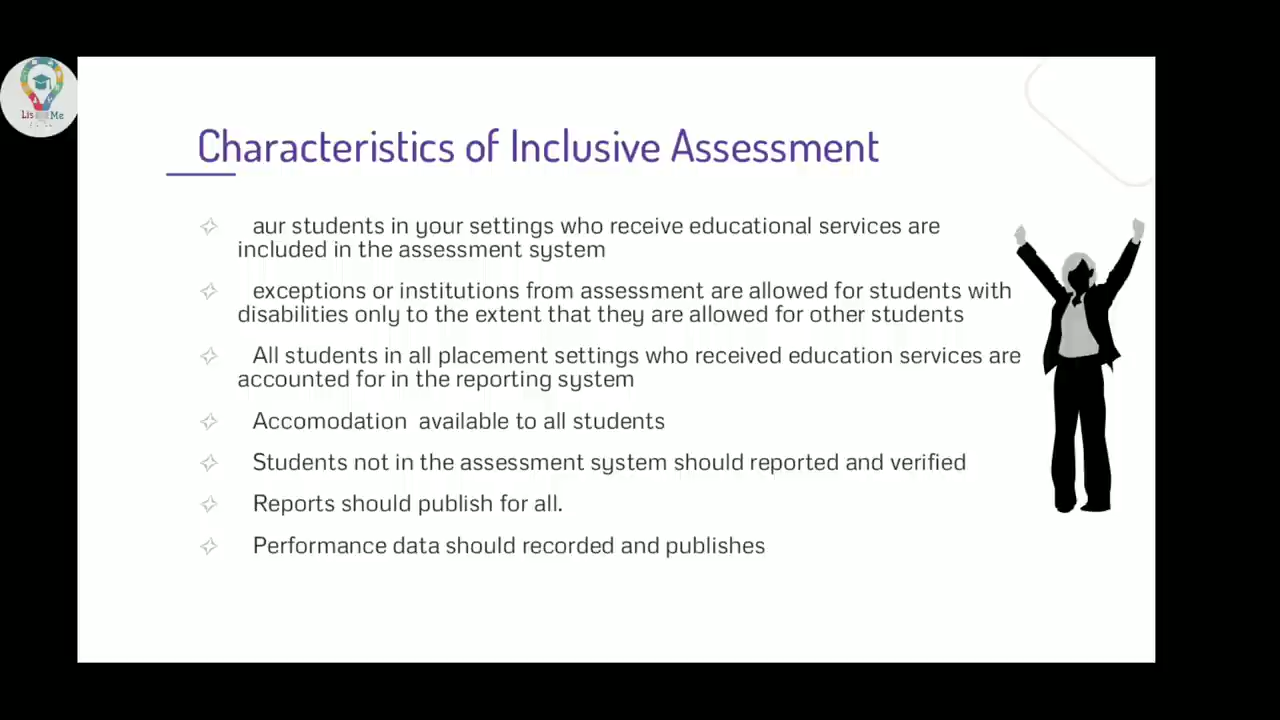 Characteristics of Inclusive Assessment
aur students in your settings who receive educational services are
included in the assessment system
exceptions or institutions from assessment are allowed for students with
disabilities only to the extent that they are allowed for other students
All students in all placement settings who received education services are
accounted for in the reporting system
Accomodation available to all students
Students not in the assessment system should reported and verified
Reports should publish for all.
Performance data should recorded and publishes
Me